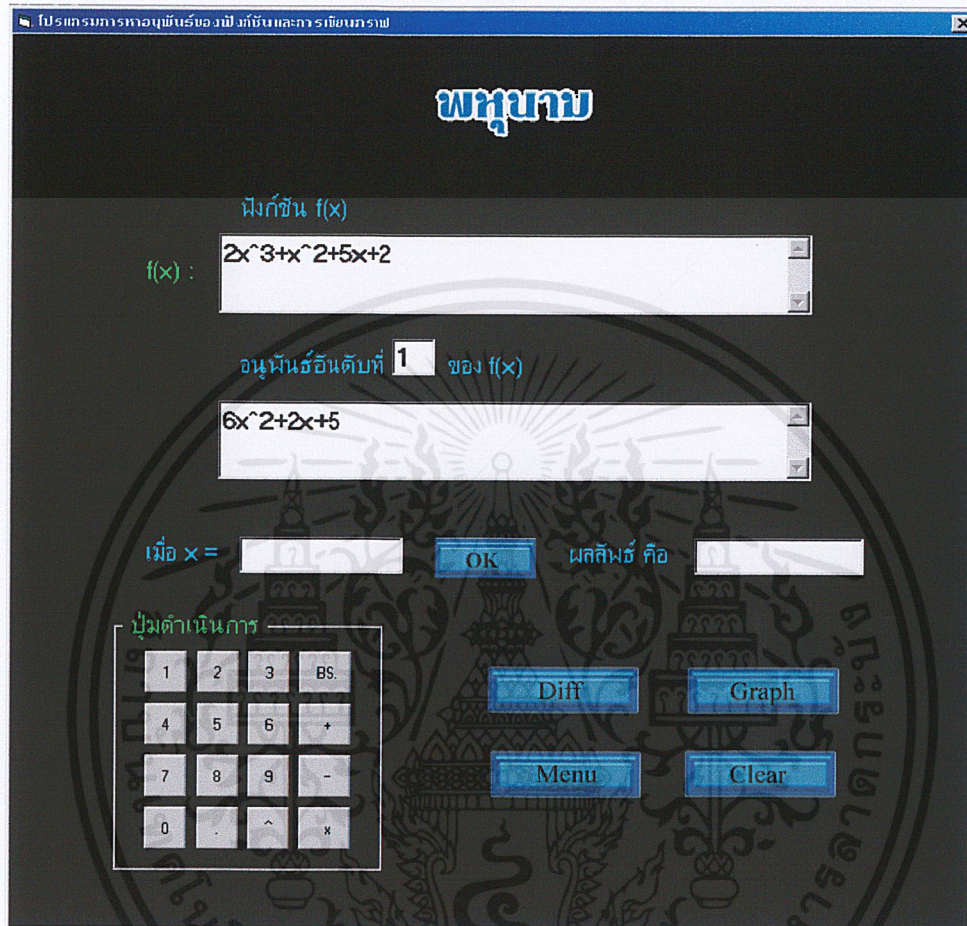 โปรแกรมการหาอนุพันธ์ของฟังก์ชันและการเขียนกราฟ
พหุนาม
ฟังก์ชัน f(x)
f(x) :
2x^3+x^2+5x+2
อนุพันธ์อันดับที่ 1 ของ f(x)
6x^2+2x+5
เมื่อ x =
OK
ผลลัพธ์ คือ
ปุ่มดำเนินการ
1 2 3 BS.
4 5 6 +
7 8 9 -
0 . ^ x
Diff
Graph
Menu
Clear